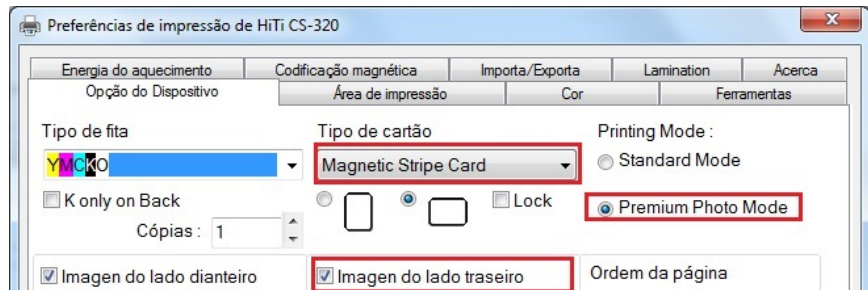 Preferências de impressão de HiTi CS-320
X
Energia do aquecimento Codificação magnética Importa/Exporta Lamination Acerca
Opção do Dispositivo Área de impressão Cor Ferramentas
Tipo de fita Tipo de cartão Printing Mode :
YMCKO Magnetic Stripe Card Standard Mode
K only on Back Lock Premium Photo Mode
Cópias : 1
Imagen do lado dianteiro Imagen do lado traseiro Ordem da página